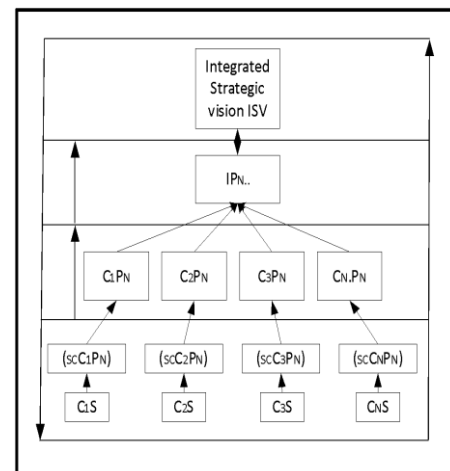 Integrated
Strategic
vision ISV
IPN..
C1PN C2PN C3PN CN.PN
(scC1PN) (scC2PN) (scC3PN) (scCNPN)
C1S C2S C3S CNS